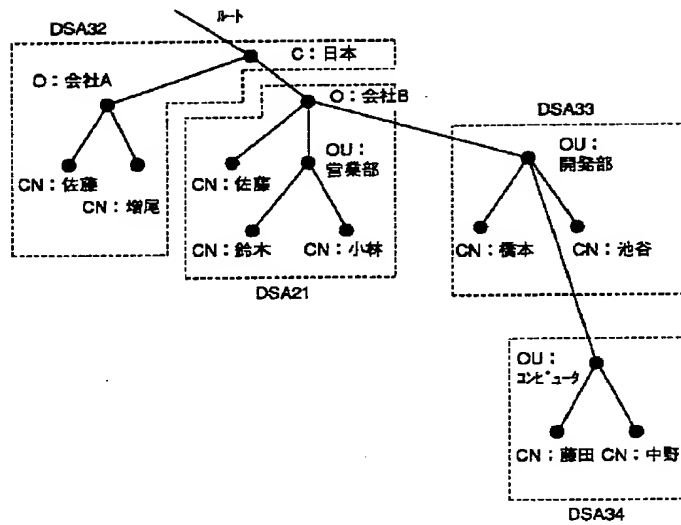 ルート
DSA32
C:日本
O:会社A
O:会社B
DSA33
OU:
開発部
OU:
営業部
CN:佐藤
CN:増尾
CN:佐藤
CN:鈴木
CN:小林
CN:橋本
CN:池谷
DSA21
OU:
コンピュータ
CN:藤田
CN:中野
DSA34